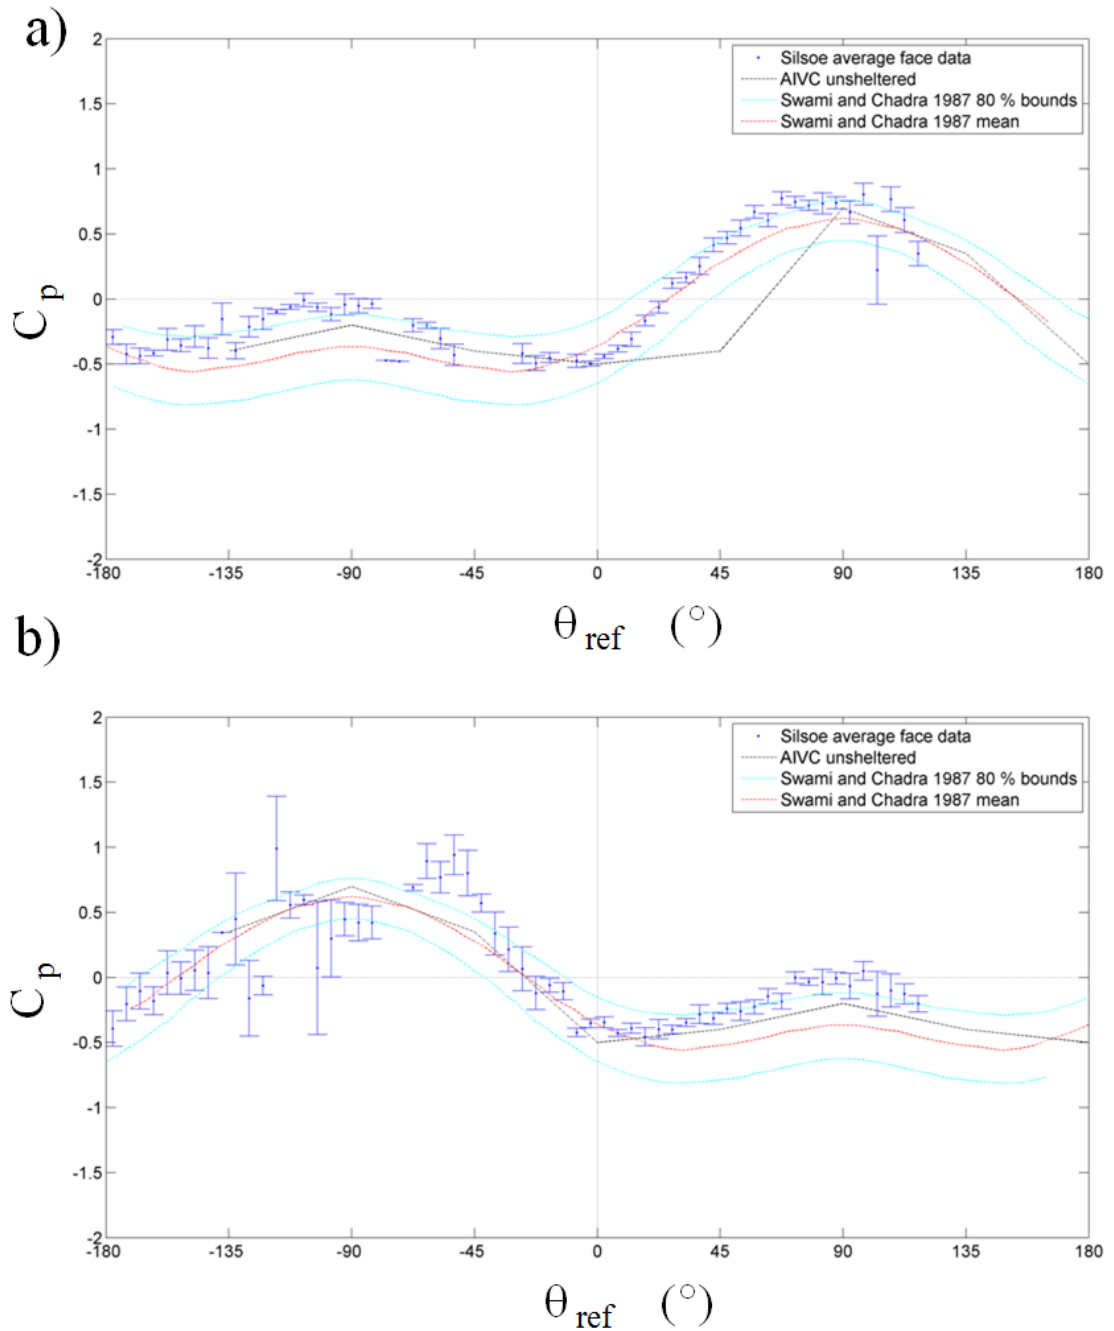 a)
2
Silsoe average face data
AIVC unsheltered
Swami and Chadra 1987 80 % bounds
Swami and Chadra 1987 mean
1.5
1
0.5
0
-0.5
-1
-1.5
-2
C p
-180 -135 -90 -45 0 45 90 135 180
θ ref (°)
b)
2
Silsoe average face data
AIVC unsheltered
Swami and Chadra 1987 80 % bounds
Swami and Chadra 1987 mean
1.5
1
0.5
0
-0.5
-1
-1.5
-2
C p
-180 -135 -90 -45 0 45 90 135 180
θ ref (°)